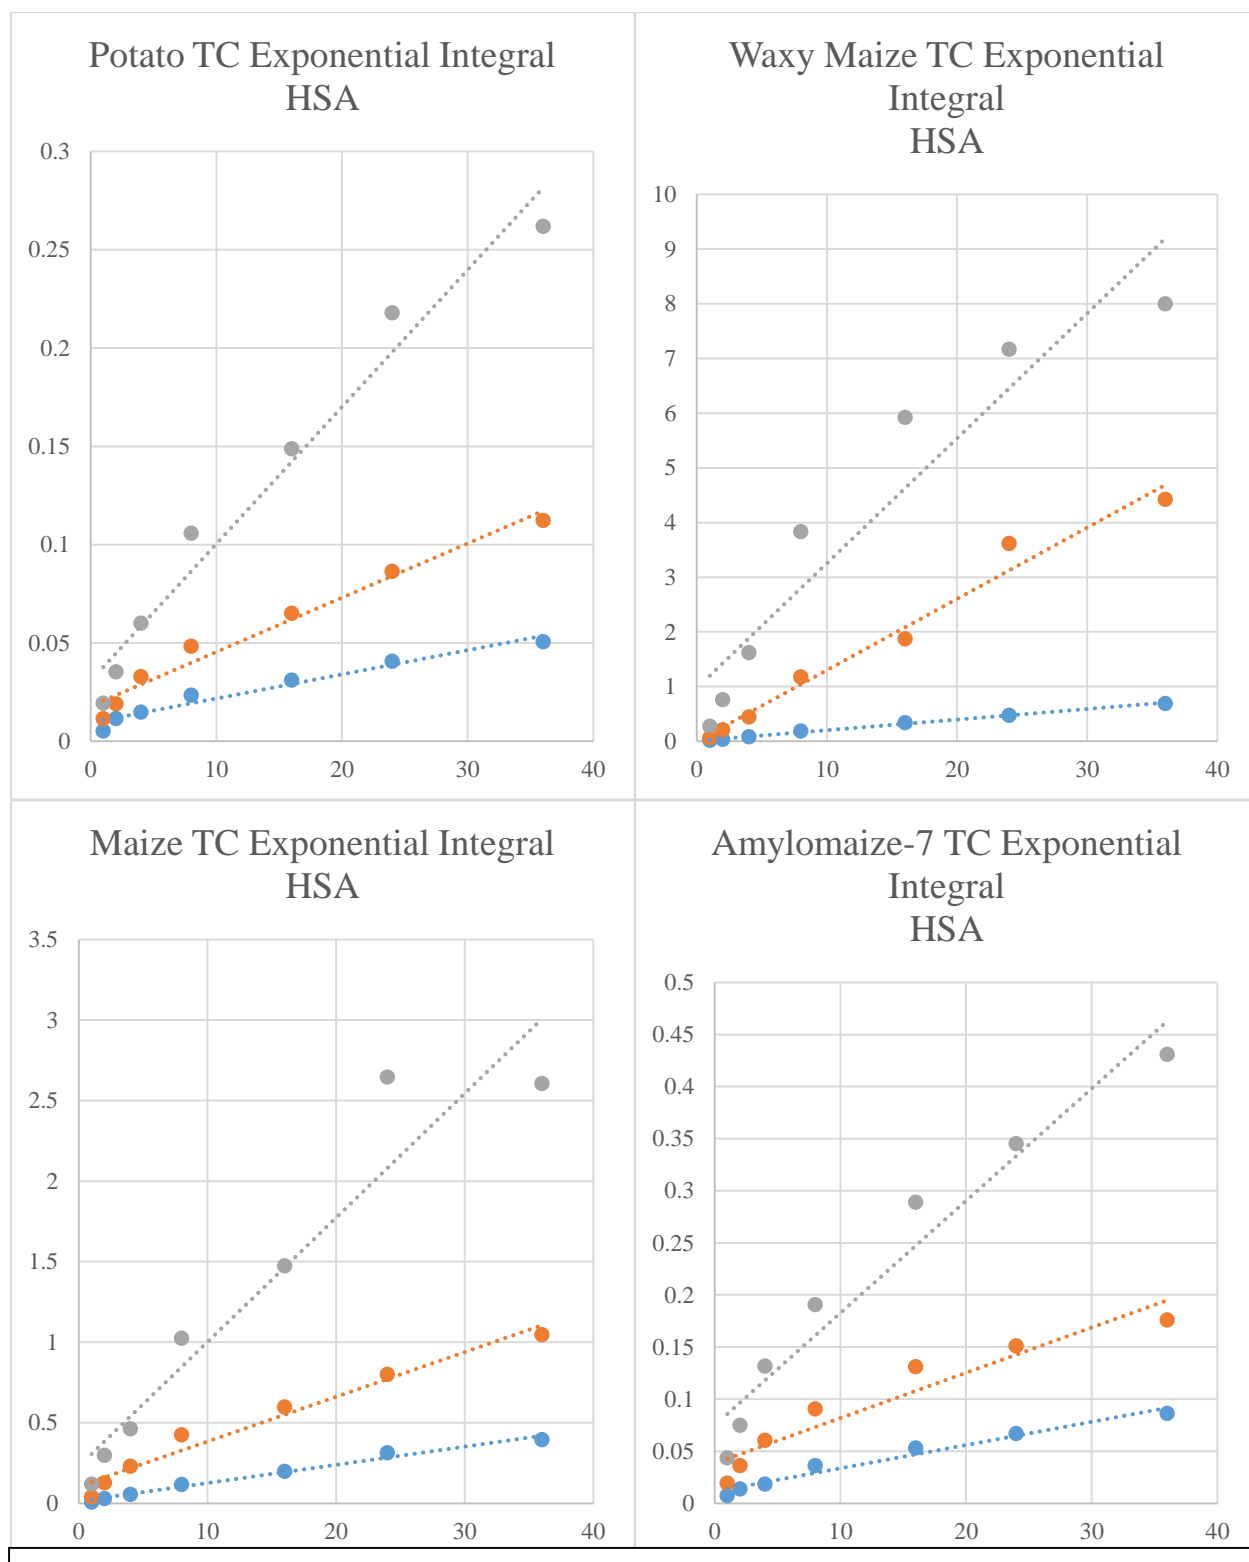 Potato TC Exponential Integral
HSA
0.3
0.25
0.2
0.15
0.1
0.05
0
0 10 20 30 40
Waxy Maize TC Exponential
Integral
HSA
10
9
8
7
6
5
4
3
2
1
0
0 10 20 30 40
Maize TC Exponential Integral
HSA
3.5
3
2.5
2
1.5
1
0.5
0
0 10 20 30 40
Amylomaize-7 TC Exponential
Integral
HSA
0.5
0.45
0.4
0.35
0.3
0.25
0.2
0.15
0.1
0.05
0
0 10 20 30 40